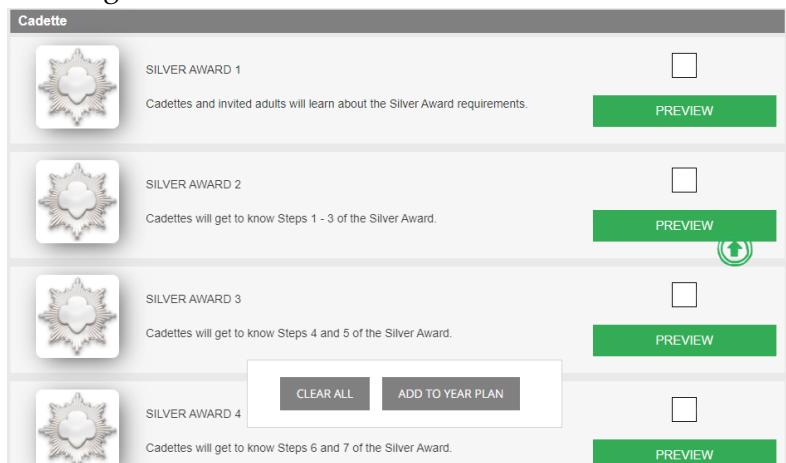 Cadette
SILVER AWARD 1
Cadettes and invited adults will learn about the Silver Award requirements.
PREVIEW
SILVER AWARD 2
Cadettes will get to know Steps 1 - 3 of the Silver Award.
PREVIEW
SILVER AWARD 3
Cadettes will get to know Steps 4 and 5 of the Silver Award.
PREVIEW
CLEAR ALL ADD TO YEAR PLAN
SILVER AWARD 4
Cadettes will get to know Steps 6 and 7 of the Silver Award.
PREVIEW